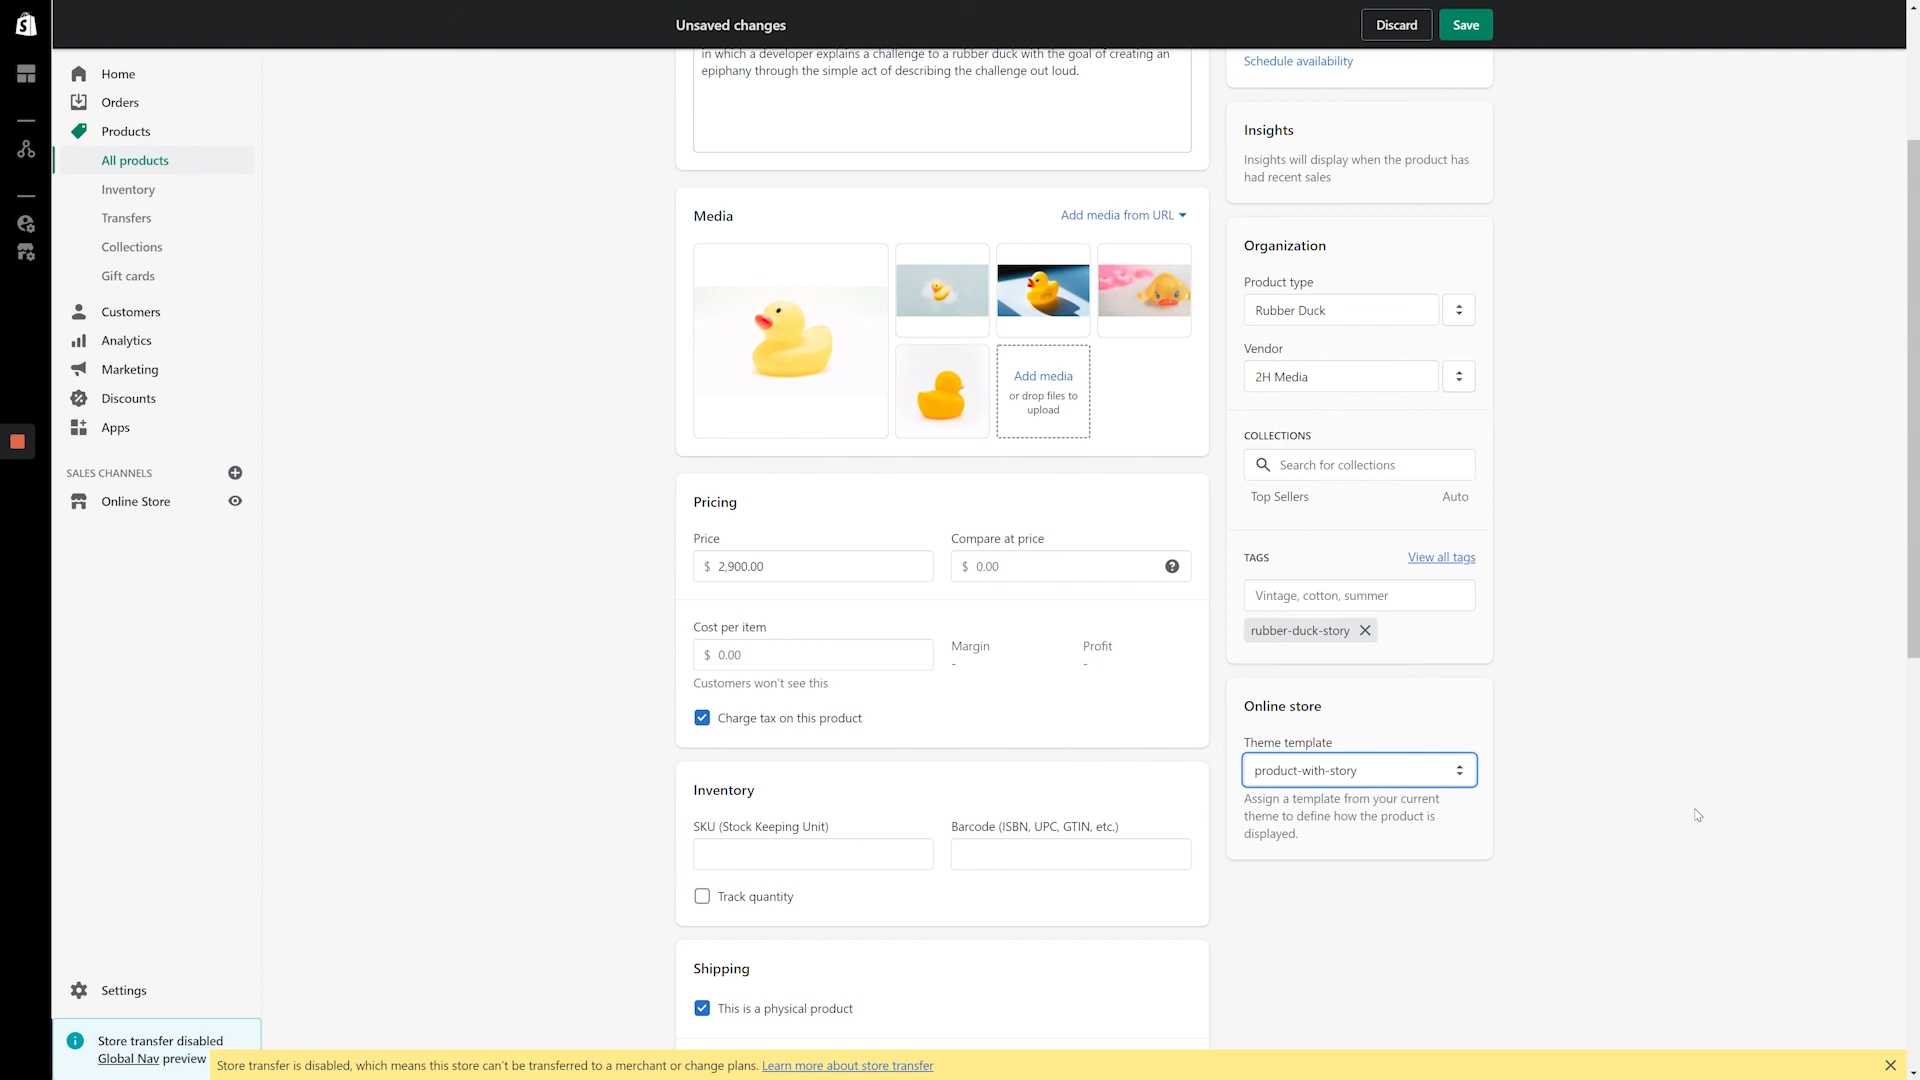 Unsaved changes
Discard
Save
Home
Orders
Products
All products
Inventory
Transfers
Collections
Gift cards
Customers
Analytics
Marketing
Discounts
Apps
SALES CHANNELS
Online Store
Settings
Store transfer disabled
Global Nav preview
in which a developer explains a challenge to a rubber duck with the goal of creating an
epiphany through the simple act of describing the challenge out loud.
Media
Add media from URL
Add media
or drop files to
upload
Pricing
Price
Compare at price
$ 2,900.00
$ 0.00
Cost per item
$ 0.00
Margin
-
Profit
-
Customers won't see this
Charge tax on this product
Inventory
SKU (Stock Keeping Unit)
Barcode (ISBN, UPC, GTIN, etc.)
Track quantity
Shipping
This is a physical product
Schedule availability
Insights
Insights will display when the product has
had recent sales
Organization
Product type
Rubber Duck
Vendor
2H Media
COLLECTIONS
Search for collections
Top Sellers
Auto
TAGS
View all tags
Vintage, cotton, summer
rubber-duck-story
Online store
Theme template
product-with-story
Assign a template from your current
theme to define how the product is
displayed.
Store transfer is disabled, which means this store can't be transferred to a merchant or change plans. Learn more about store transfer